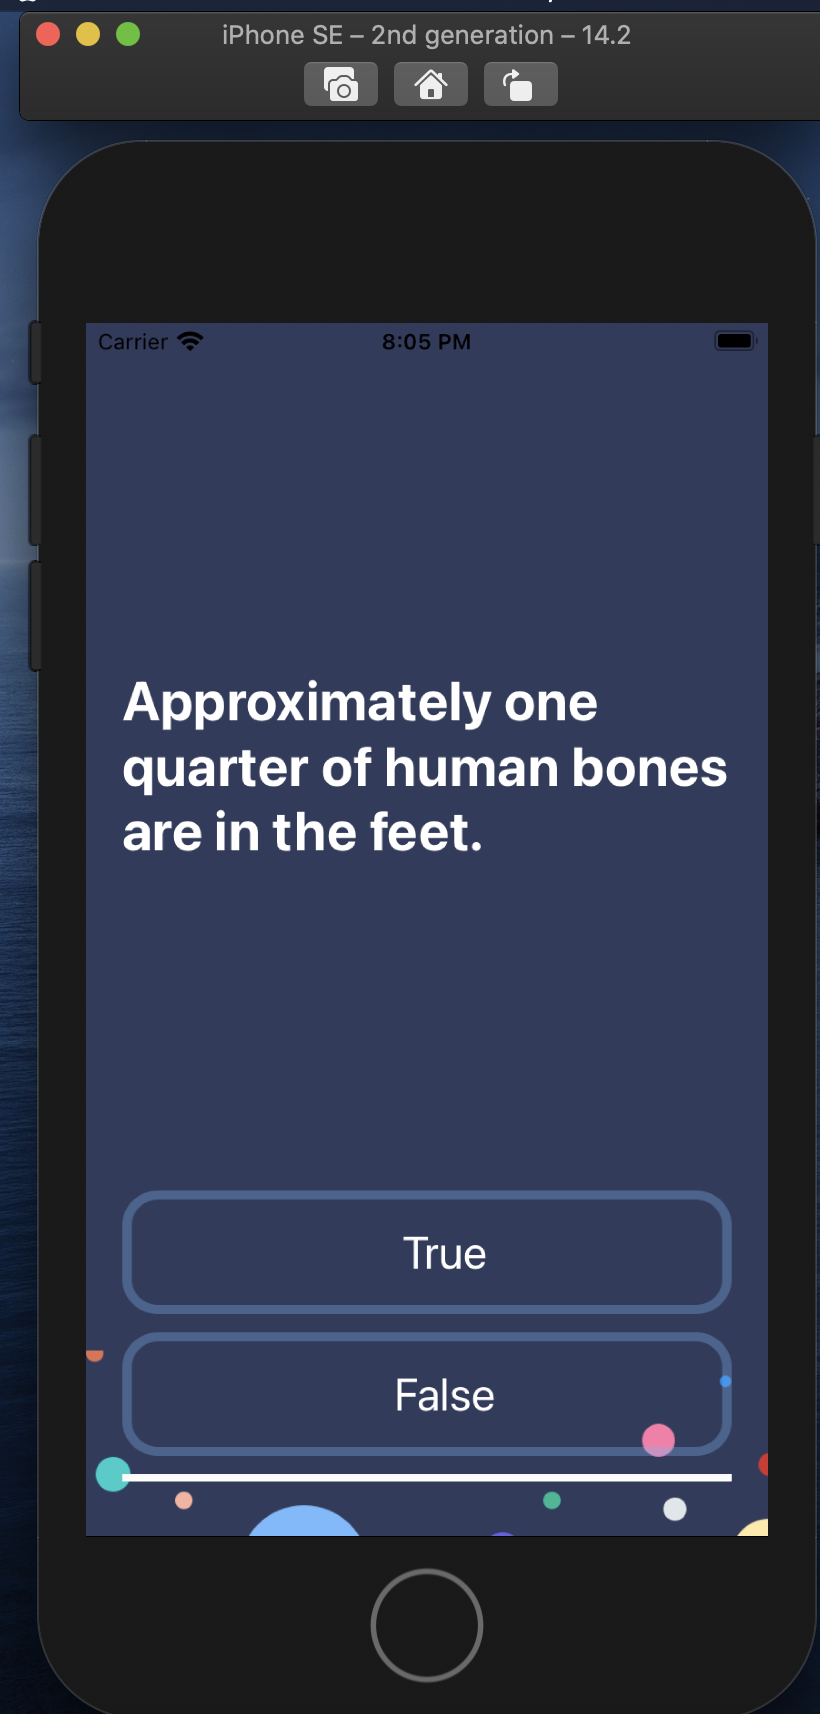 iPhone SE – 2nd generation – 14.2
Carrier 8:05 PM
Approximately one
quarter of human bones
are in the feet.
True
False